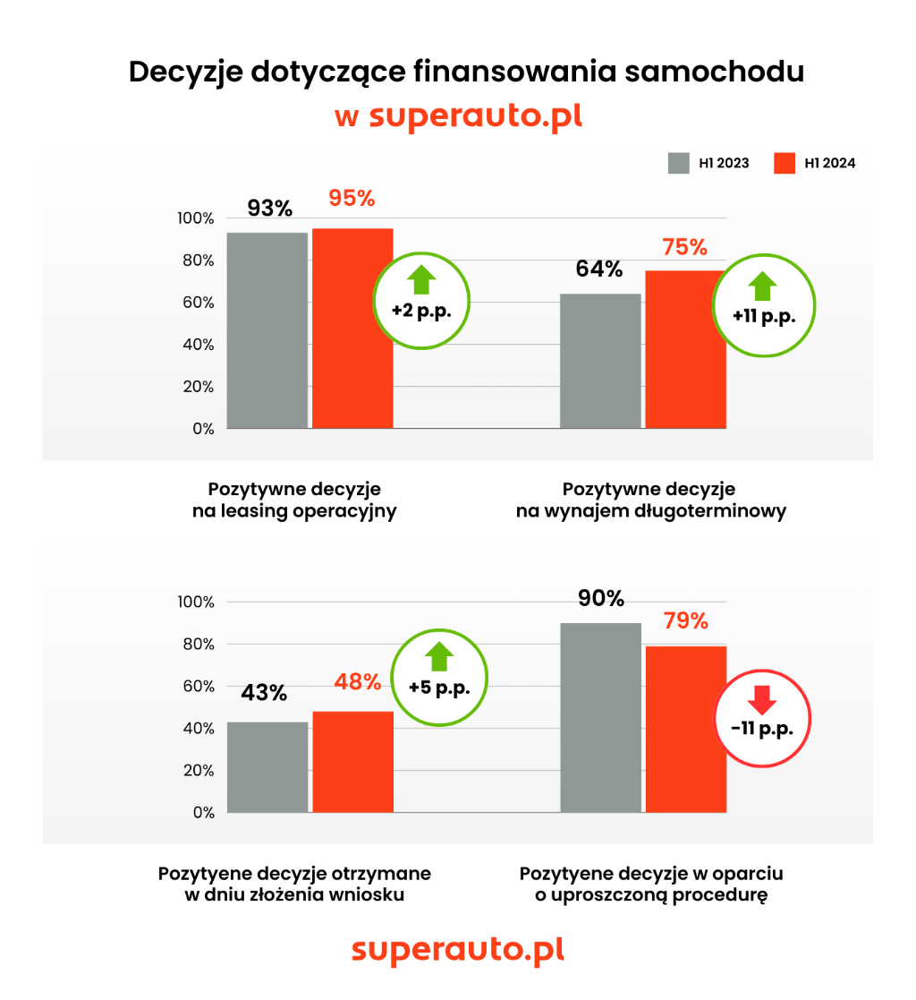 Decyzje dotyczące finansowania samochodu
w superauto.pl
H1 2023 H1 2024
93% 95%
100%
80%
60%
40%
20%
0%
+2 p.p.
64% 75%
+11 p.p.
Pozytywne decyzje
na leasing operacyjny
Pozytywne decyzje
na wynajem długoterminowy
100%
80%
60%
40%
20%
0%
43% 48%
+5 p.p.
90% 79%
-11 p.p.
Pozytyene decyzje otrzymane
w dniu złożenia wniosku
Pozytyene decyzje w oparciu
o uproszczoną procedurę
superauto.pl